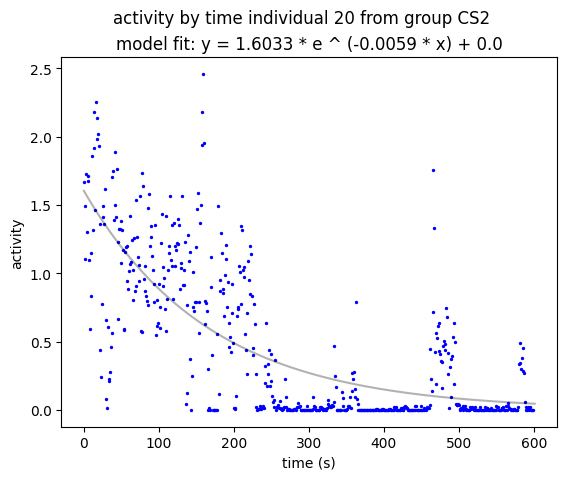 activity by time individual 20 from group CS2
model fit: y = 1.6033 * e ^ (-0.0059 * x) + 0.0
2.5
2.0
1.5
1.0
0.5
0.0
activity
0 100 200 300 400 500 600
time (s)